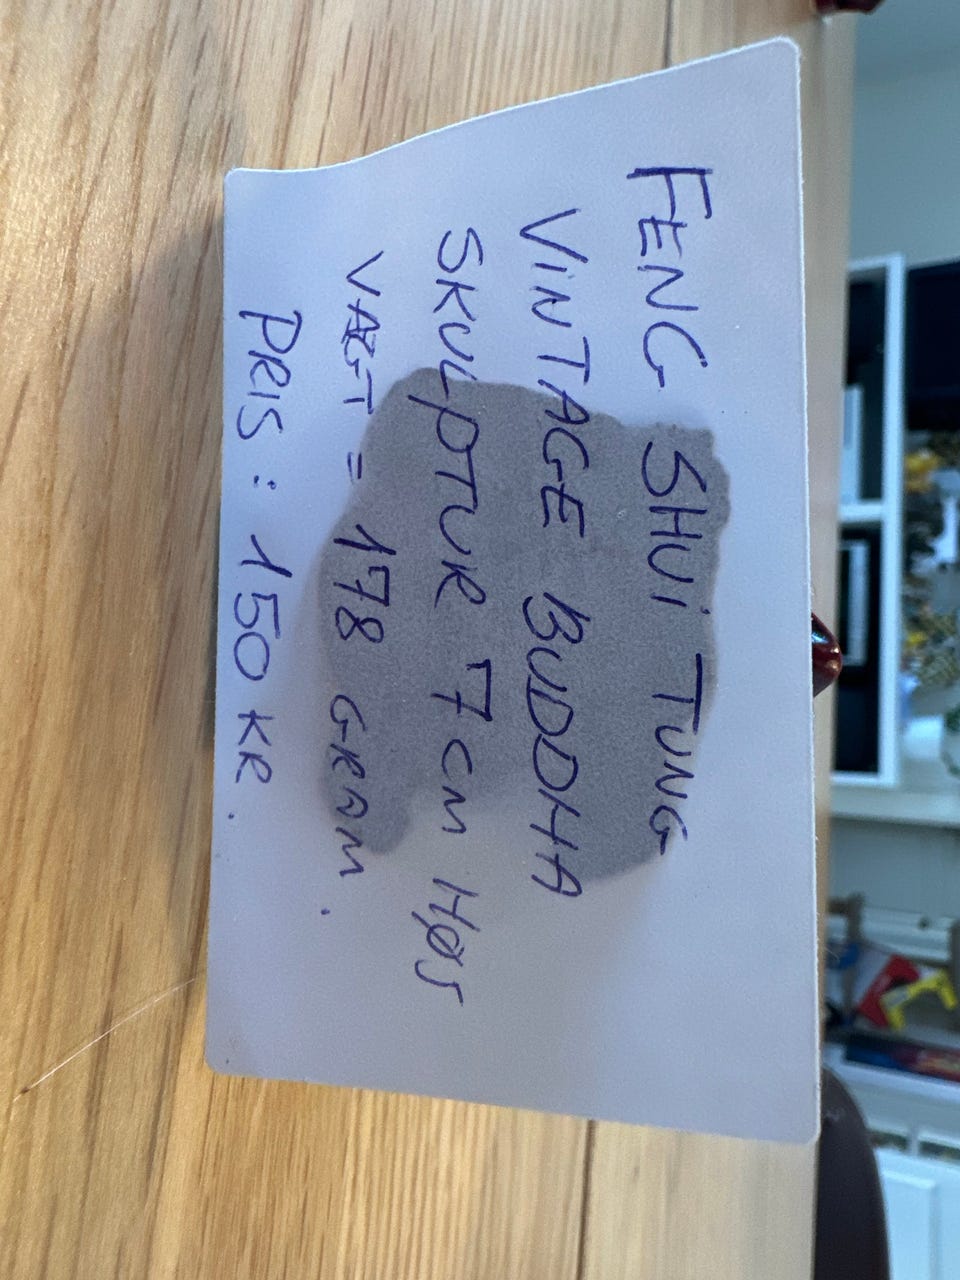 FENG SHUi TUNG
ViNTAGE BUDDHA
SKULPTUR 7 cm HØJ
VÆGT = 178 GRAM.
PRIS : 150 KR.